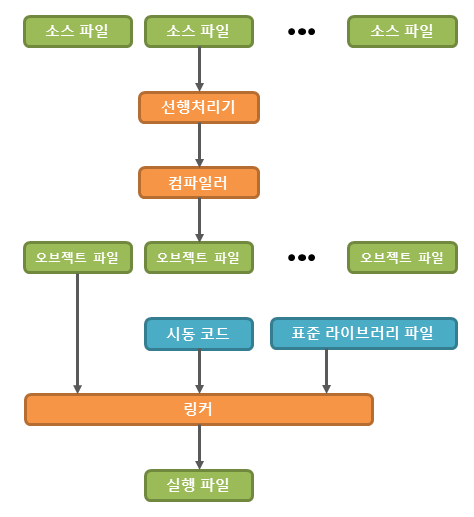 소스 파일
소스 파일
•••
소스 파일
선행처리기
컴파일러
오브젝트 파일
오브젝트 파일
•••
오브젝트 파일
시동 코드
표준 라이브러리 파일
링커
실행 파일